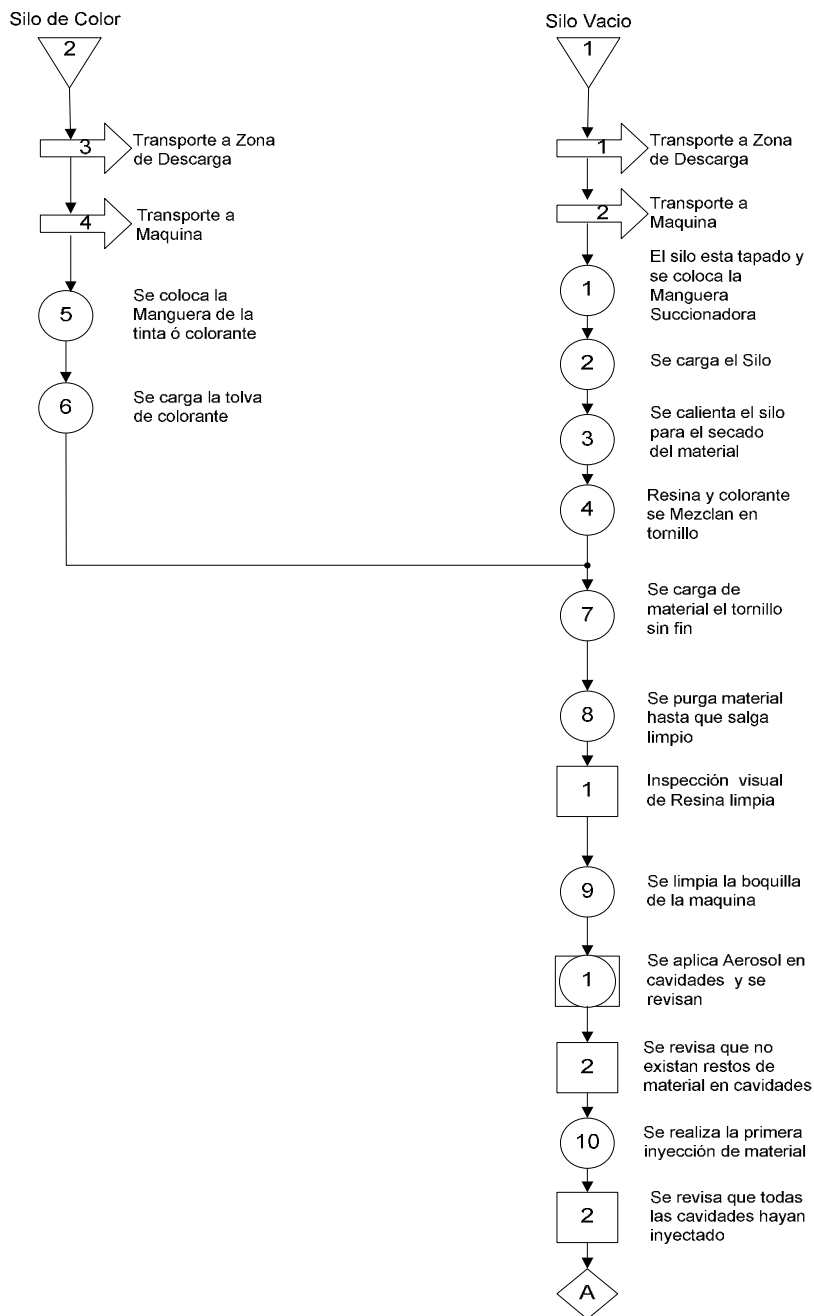 Silo de Color
2
3
Transporte a Zona
de Descarga
4
Transporte a
Maquina
5
Se coloca la
Manguera de la
tinta ó colorante
6
Se carga la tolva
de colorante
Silo Vacio
1
1
Transporte a Zona
de Descarga
2
Transporte a
Maquina
1
El silo esta tapado y
se coloca la
Manguera
Succionadora
2
Se carga el Silo
3
Se calienta el silo
para el secado
del material
4
Resina y colorante
se Mezclan en
tornillo
7
Se carga de
material el tornillo
sin fin
8
Se purga material
hasta que salga
limpio
1
Inspección visual
de Resina limpia
9
Se limpia la boquilla
de la maquina
1
Se aplica Aerosol en
cavidades y se
revisan
2
Se revisa que no
existan restos de
material en cavidades
10
Se realiza la primera
inyección de material
2
Se revisa que todas
las cavidades hayan
inyectado
A